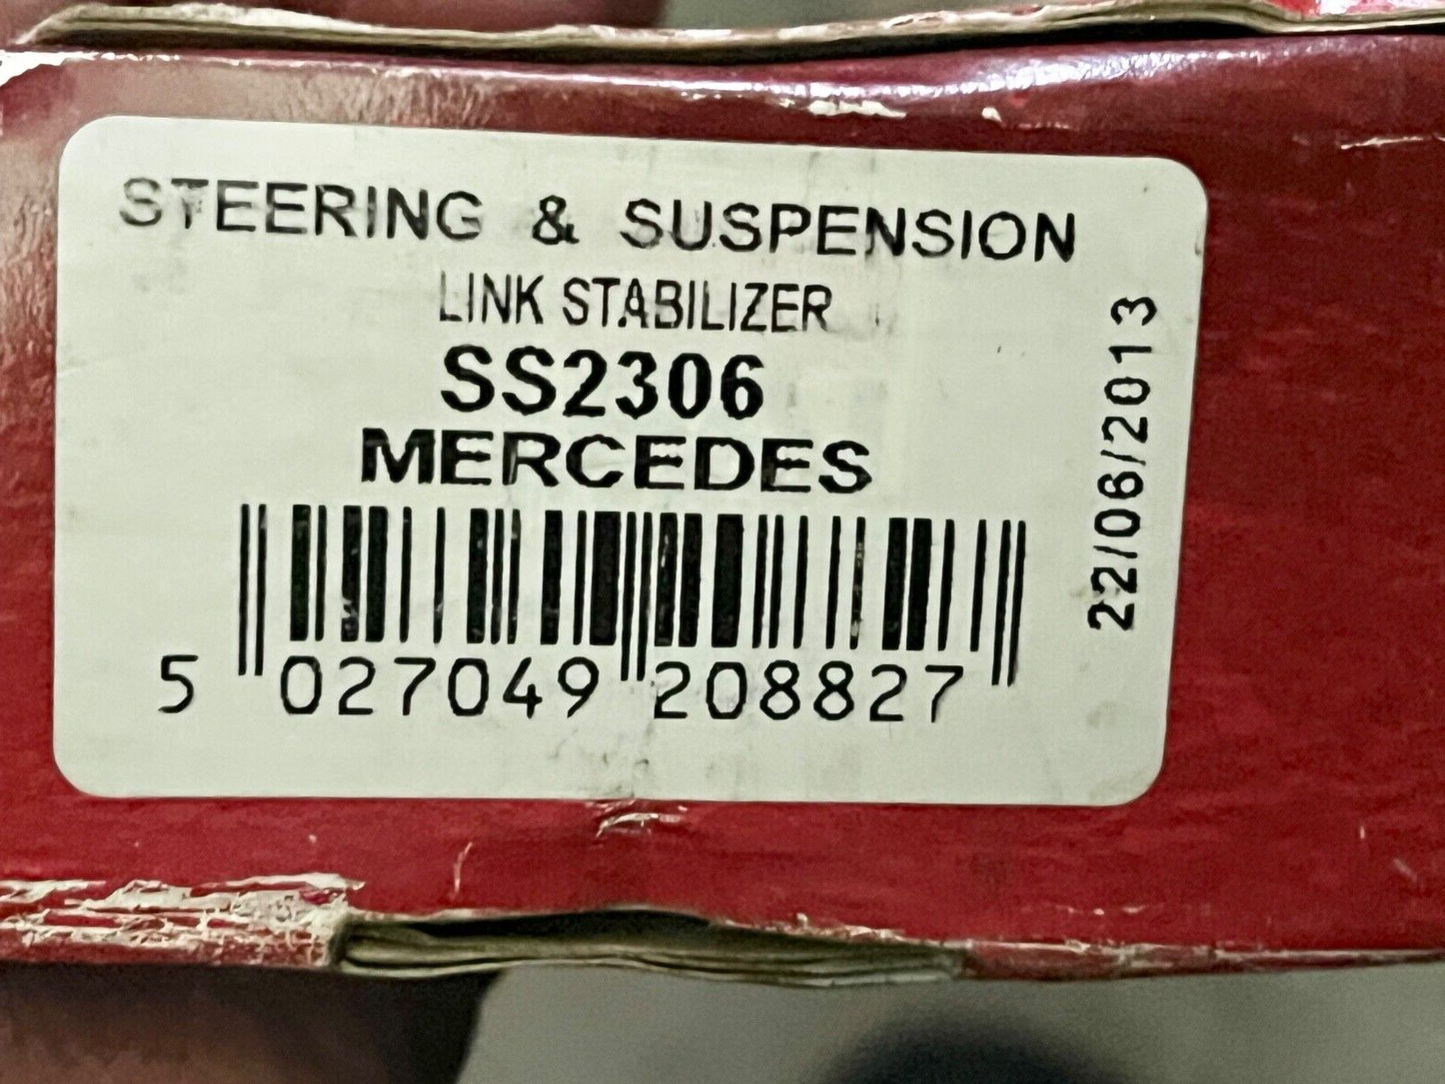 STEERING & SUSPENSION
LINK STABILIZER
SS2306
MERCEDES
5 027049 208827
22/06/2013